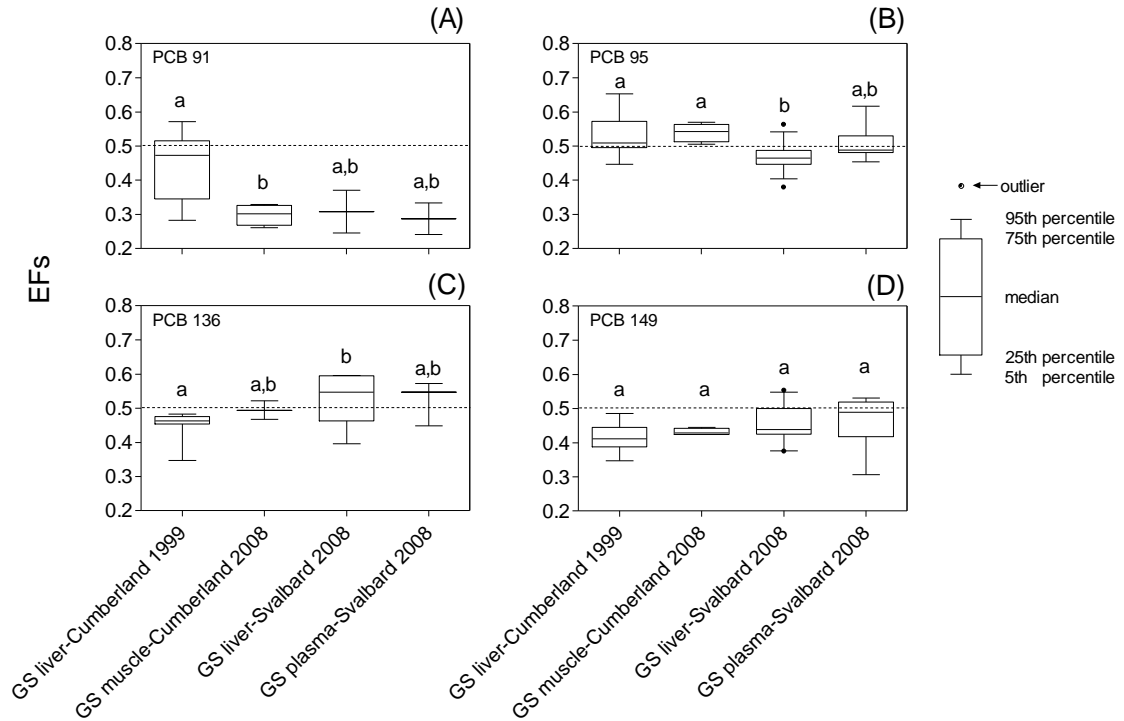 (A)
PCB 91
0.8
0.7
0.6
0.5
0.4
0.3
0.2
a
b
a,b
a,b
(B)
PCB 95
0.8
0.7
0.6
0.5
0.4
0.3
0.2
a
a
b
a,b
EFs
(C)
PCB 136
0.8
0.7
0.6
0.5
0.4
0.3
0.2
a
a,b
b
a,b
(D)
PCB 149
0.8
0.7
0.6
0.5
0.4
0.3
0.2
a
a
a
a
GS liver-Cumberland 1999
GS muscle-Cumberland 2008
GS liver-Svalbard 2008
GS plasma-Svalbard 2008
GS liver-Cumberland 1999
GS muscle-Cumberland 2008
GS liver-Svalbard 2008
GS plasma-Svalbard 2008
outlier
95th percentile
75th percentile
median
25th percentile
5th percentile